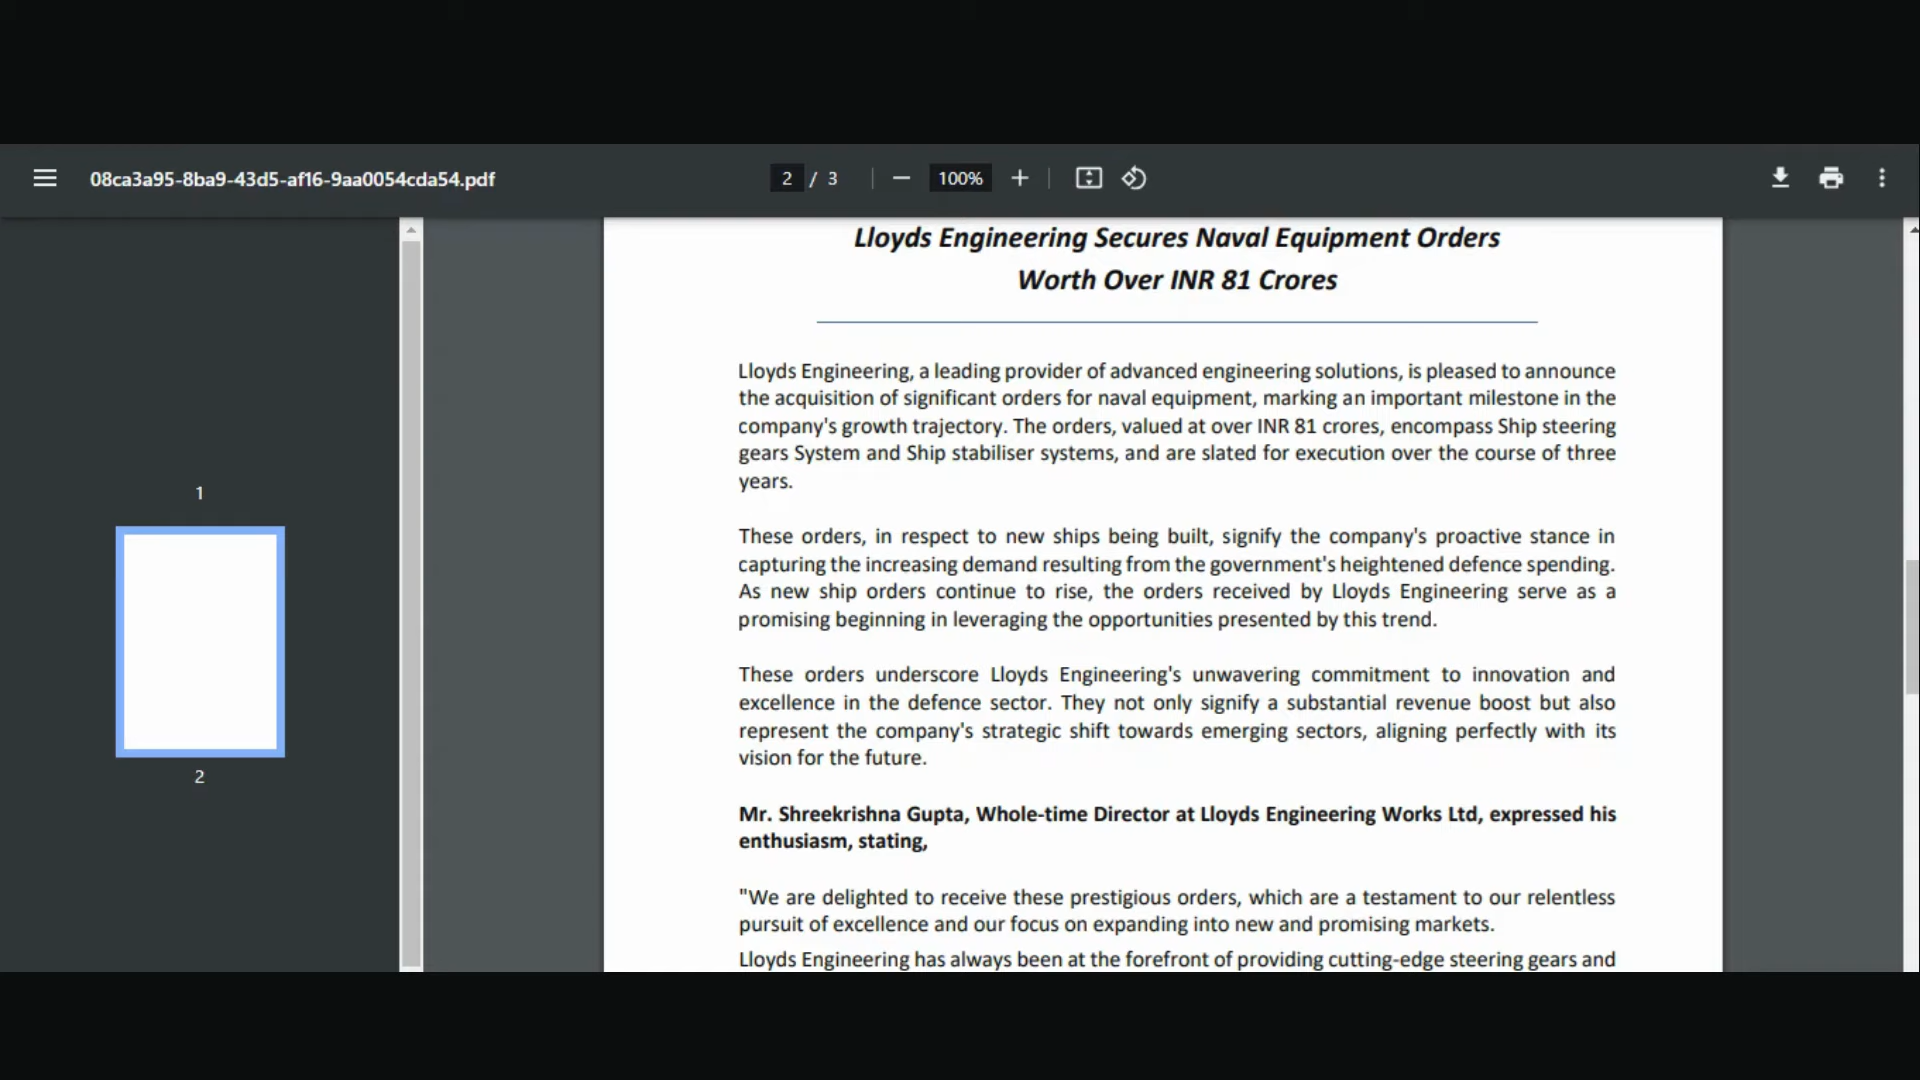 08ca3a95-8ba9-43d5-af16-9aa0054cda54.pdf
2 / 3
100%
1
2
Lloyds Engineering Secures Naval Equipment Orders
Worth Over INR 81 Crores
Lloyds Engineering, a leading provider of advanced engineering solutions, is pleased to announce
the acquisition of significant orders for naval equipment, marking an important milestone in the
company's growth trajectory. The orders, valued at over INR 81 crores, encompass Ship steering
gears System and Ship stabiliser systems, and are slated for execution over the course of three
years.
These orders, in respect to new ships being built, signify the company's proactive stance in
capturing the increasing demand resulting from the government's heightened defence spending.
As new ship orders continue to rise, the orders received by Lloyds Engineering serve as a
promising beginning in leveraging the opportunities presented by this trend.
These orders underscore Lloyds Engineering's unwavering commitment to innovation and
excellence in the defence sector. They not only signify a substantial revenue boost but also
represent the company's strategic shift towards emerging sectors, aligning perfectly with its
vision for the future.
Mr. Shreekrishna Gupta, Whole-time Director at Lloyds Engineering Works Ltd, expressed his
enthusiasm, stating,
"We are delighted to receive these prestigious orders, which are a testament to our relentless
pursuit of excellence and our focus on expanding into new and promising markets.
Lloyds Engineering has always been at the forefront of providing cutting-edge steering gears and